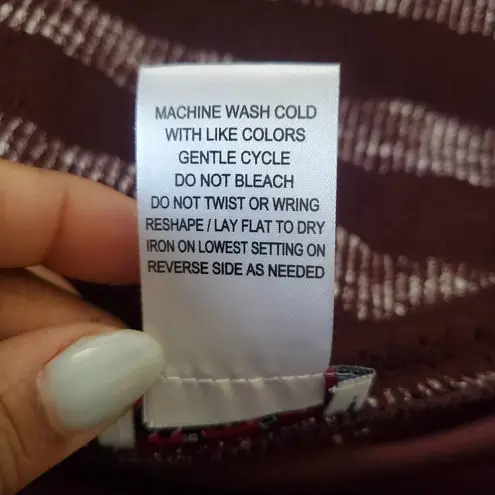 MACHINE WASH COLD
WITH LIKE COLORS
GENTLE CYCLE
DO NOT BLEACH
DO NOT TWIST OR WRING
RESHAPE / LAY FLAT TO DRY
IRON ON LOWEST SETTING ON
REVERSE SIDE AS NEEDED